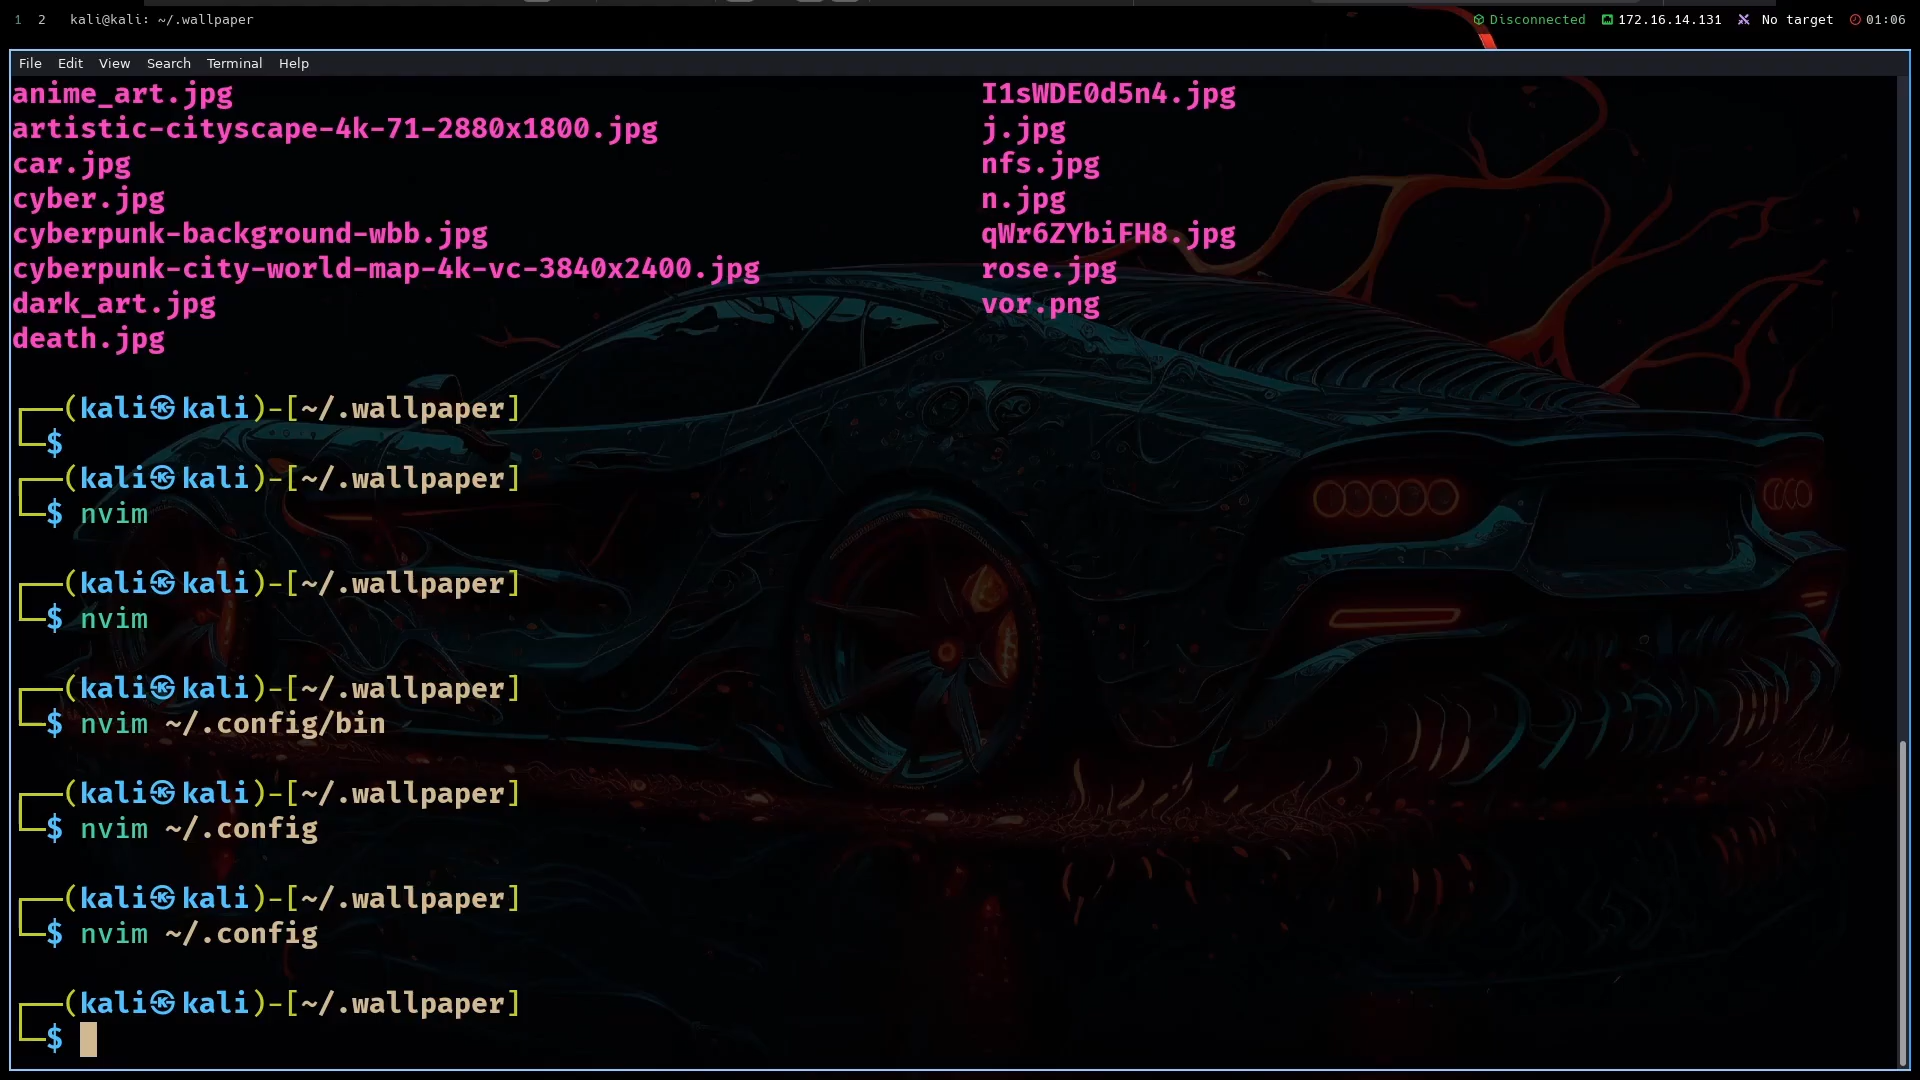 1 2 kali@kali: ~/.wallpaper Disconnected 172.16.14.131 No target 01:06
File Edit View Search Terminal Help
anime_art.jpg I1sWDE0d5n4.jpg
artistic-cityscape-4k-71-2880x1800.jpg j.jpg
car.jpg nfs.jpg
cyber.jpg n.jpg
cyberpunk-background-wbb.jpg qWr6ZYbiFH8.jpg
cyberpunk-city-world-map-4k-vc-3840x2400.jpg rose.jpg
dark_art.jpg vor.png
death.jpg
┌──(kali㉿kali)-[~/.wallpaper]
└─$
┌──(kali㉿kali)-[~/.wallpaper]
└─$ nvim
┌──(kali㉿kali)-[~/.wallpaper]
└─$ nvim
┌──(kali㉿kali)-[~/.wallpaper]
└─$ nvim ~/.config/bin
┌──(kali㉿kali)-[~/.wallpaper]
└─$ nvim ~/.config
┌──(kali㉿kali)-[~/.wallpaper]
└─$ nvim ~/.config
┌──(kali㉿kali)-[~/.wallpaper]
└─$